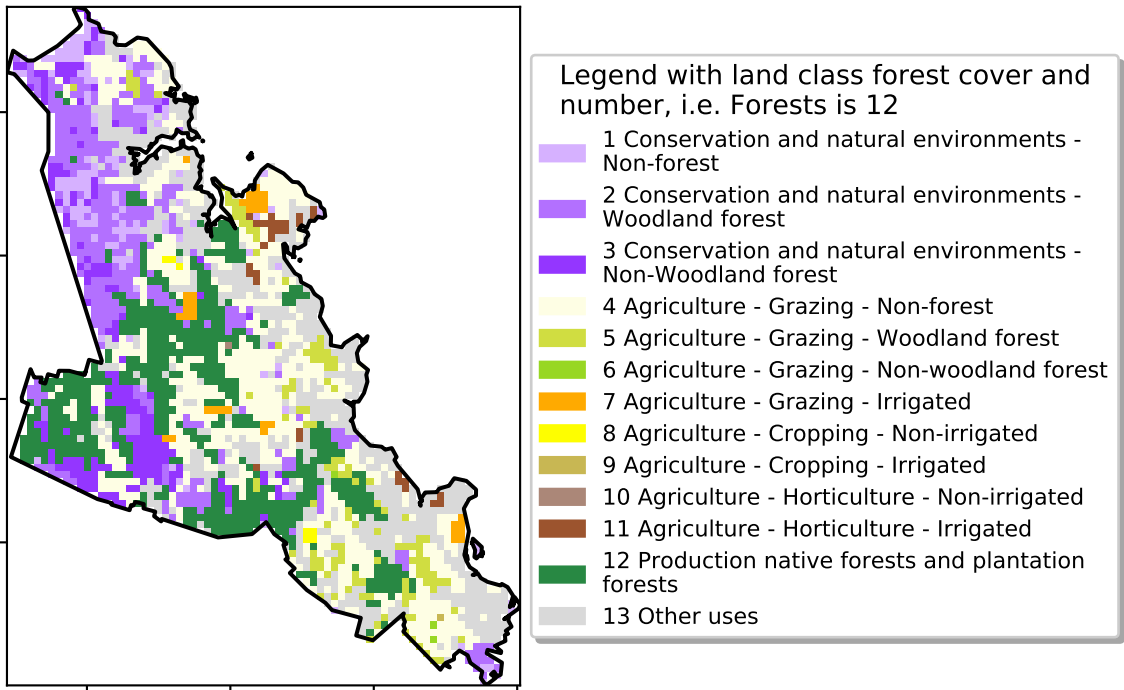 Legend with land class forest cover and
number, i.e. Forests is 12
1 Conservation and natural environments -
Non-forest
2 Conservation and natural environments -
Woodland forest
3 Conservation and natural environments -
Non-Woodland forest
4 Agriculture - Grazing - Non-forest
5 Agriculture - Grazing - Woodland forest
6 Agriculture - Grazing - Non-woodland forest
7 Agriculture - Grazing - Irrigated
8 Agriculture - Cropping - Non-irrigated
9 Agriculture - Cropping - Irrigated
10 Agriculture - Horticulture - Non-irrigated
11 Agriculture - Horticulture - Irrigated
12 Production native forests and plantation
forests
13 Other uses